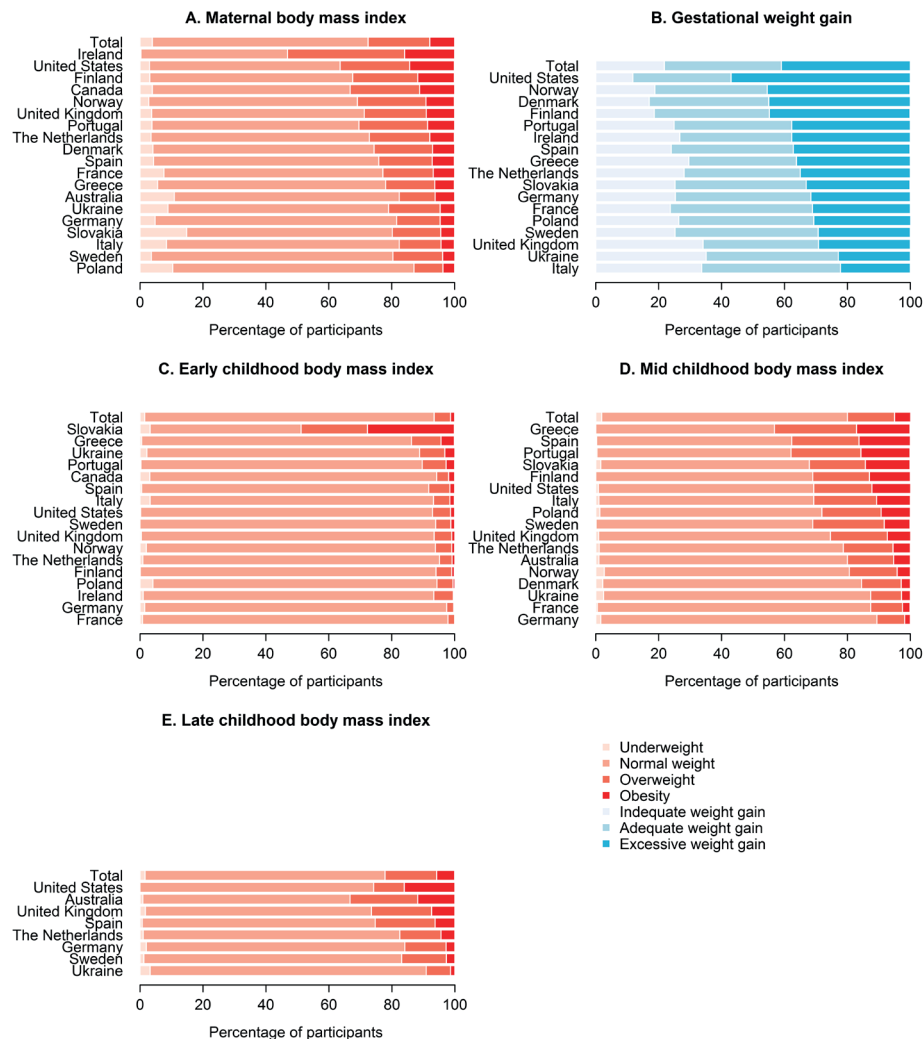 A. Maternal body mass index
Total
Ireland
United States
Finland
Canada
Norway
United Kingdom
Portugal
The Netherlands
Denmark
Spain
France
Greece
Australia
Ukraine
Germany
Slovakia
Italy
Sweden
Poland
0 20 40 60 80 100
Percentage of participants
B. Gestational weight gain
Total
United States
Norway
Denmark
Finland
Portugal
Ireland
Spain
Greece
The Netherlands
Slovakia
Germany
France
Poland
Sweden
United Kingdom
Ukraine
Italy
0 20 40 60 80 100
Percentage of participants
C. Early childhood body mass index
Total
Slovakia
Greece
Ukraine
Portugal
Canada
Spain
Italy
United States
Sweden
United Kingdom
Norway
The Netherlands
Finland
Poland
Ireland
Germany
France
0 20 40 60 80 100
Percentage of participants
D. Mid childhood body mass index
Total
Greece
Spain
Portugal
Slovakia
Finland
United States
Italy
Poland
Sweden
United Kingdom
The Netherlands
Australia
Norway
Denmark
Ukraine
France
Germany
0 20 40 60 80 100
Percentage of participants
E. Late childhood body mass index
Total
United States
Australia
United Kingdom
Spain
The Netherlands
Germany
Sweden
Ukraine
0 20 40 60 80 100
Percentage of participants
Underweight
Normal weight
Overweight
Obesity
Indequate weight gain
Adequate weight gain
Excessive weight gain